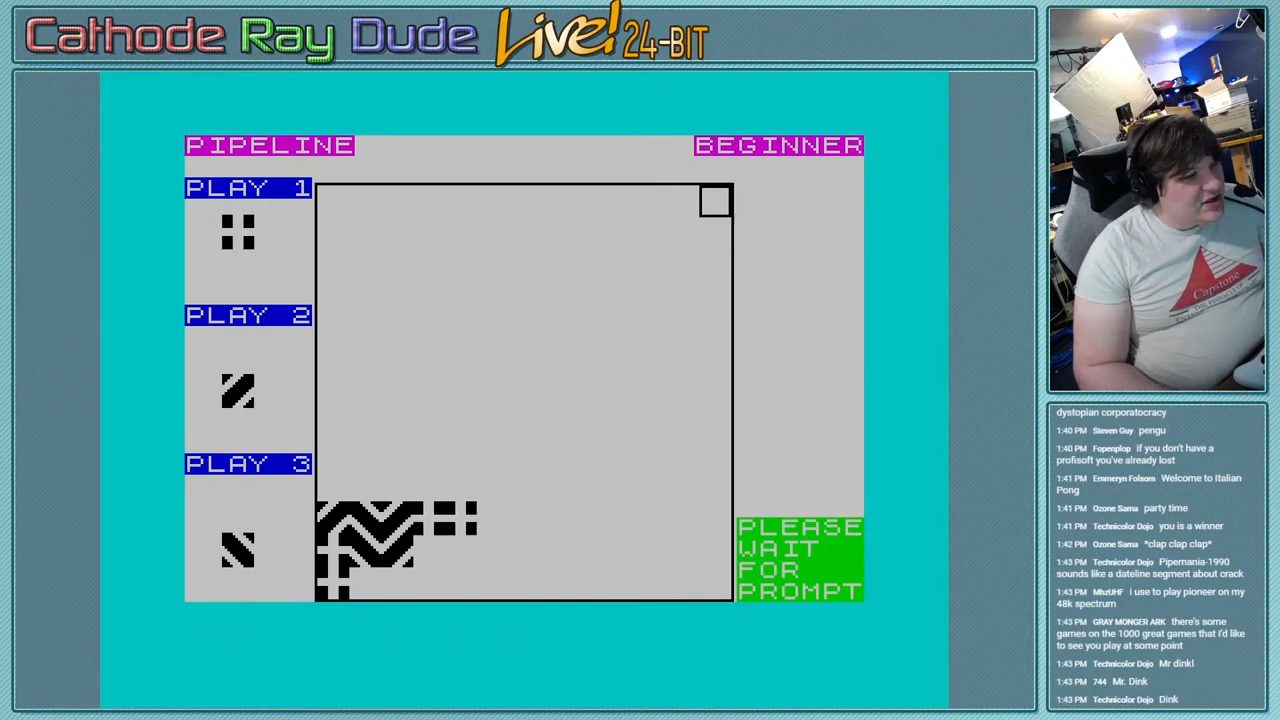 Cathode Ray Dude Live! 24-BIT
PIPELINE
BEGINNER
PLAY 1
PLAY 2
PLAY 3
PLEASE
WAIT
FOR
PROMPT
Capstone
dystopian corporatocracy
1:40 PM Steven Guy pengu
1:40 PM Fopenplop if you don't have a
profisoft you've already lost
1:41 PM Emmeryn Folsom Welcome to Italian
Pong
1:41 PM Ozone Sama party time
1:41 PM Technicolor Dojo you is a winner
1:42 PM Ozone Sama *clap clap clap*
1:43 PM Technicolor Dojo Pipemania-1990
sounds like a dateline segment about crack
1:43 PM MhzUHF i use to play pioneer on my
48k spectrum
1:43 PM GRAY MONGER ARK there's some
games on the 1000 great games that I'd like
to see you play at some point
1:43 PM Technicolor Dojo Mr dinkl
1:43 PM 744 Mr. Dink
1:43 PM Technicolor Dojo Dink